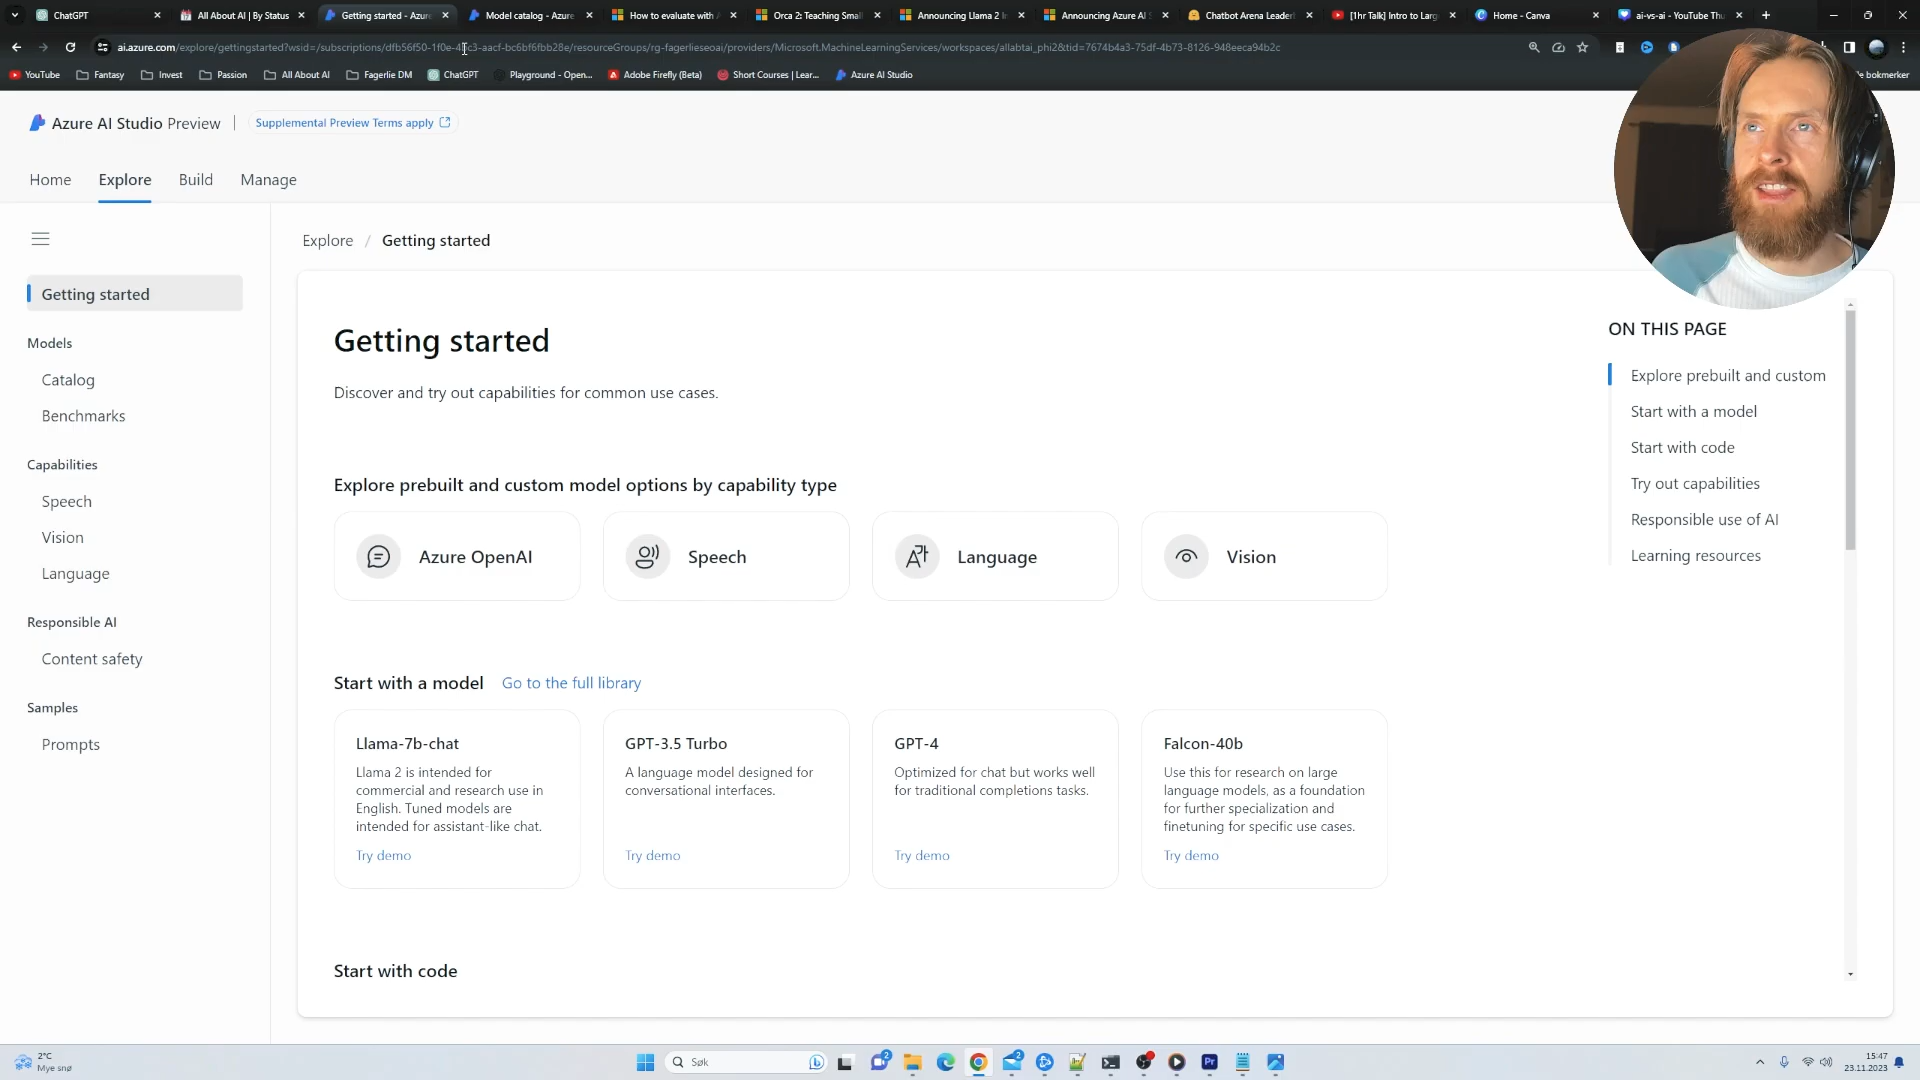 ChatGPT
All About AI | By Status
Getting started - Azure
Model catalog - Azure
How to evaluate with
Orca 2: Teaching Smal
Announcing Llama 2 I
Announcing Azure AI S
Chatbot Arena Leader
[1hr Talk] Intro to Larg
Home - Canva
ai-vs-ai - YouTube Thu
YouTube
Fantasy
Invest
Passion
All About AI
Fagerlie DM
ChatGPT
Playground - Open...
Adobe Firefly (Beta)
Short Courses | Lear...
Azure AI Studio
bokmerker
Azure AI Studio Preview
Supplemental Preview Terms apply
Home
Explore
Build
Manage
Explore / Getting started
Getting started
Models
Catalog
Benchmarks
Capabilities
Speech
Vision
Language
Responsible AI
Content safety
Samples
Prompts
Getting started
Discover and try out capabilities for common use cases.
Explore prebuilt and custom model options by capability type
Azure OpenAI
Speech
Language
Vision
Start with a model
Go to the full library
Llama-7b-chat
Llama 2 is intended for
commercial and research use in
English. Tuned models are
intended for assistant-like chat.
Try demo
GPT-3.5 Turbo
A language model designed for
conversational interfaces.
Try demo
GPT-4
Optimized for chat but works well
for traditional completions tasks.
Try demo
Falcon-40b
Use this for research on large
language models, as a foundation
for further specialization and
finetuning for specific use cases.
Try demo
Start with code
ON THIS PAGE
Explore prebuilt and custom
Start with a model
Start with code
Try out capabilities
Responsible use of AI
Learning resources
2°C
Mye snø
Søk
2
2
Pr
15:47
23.11.2023